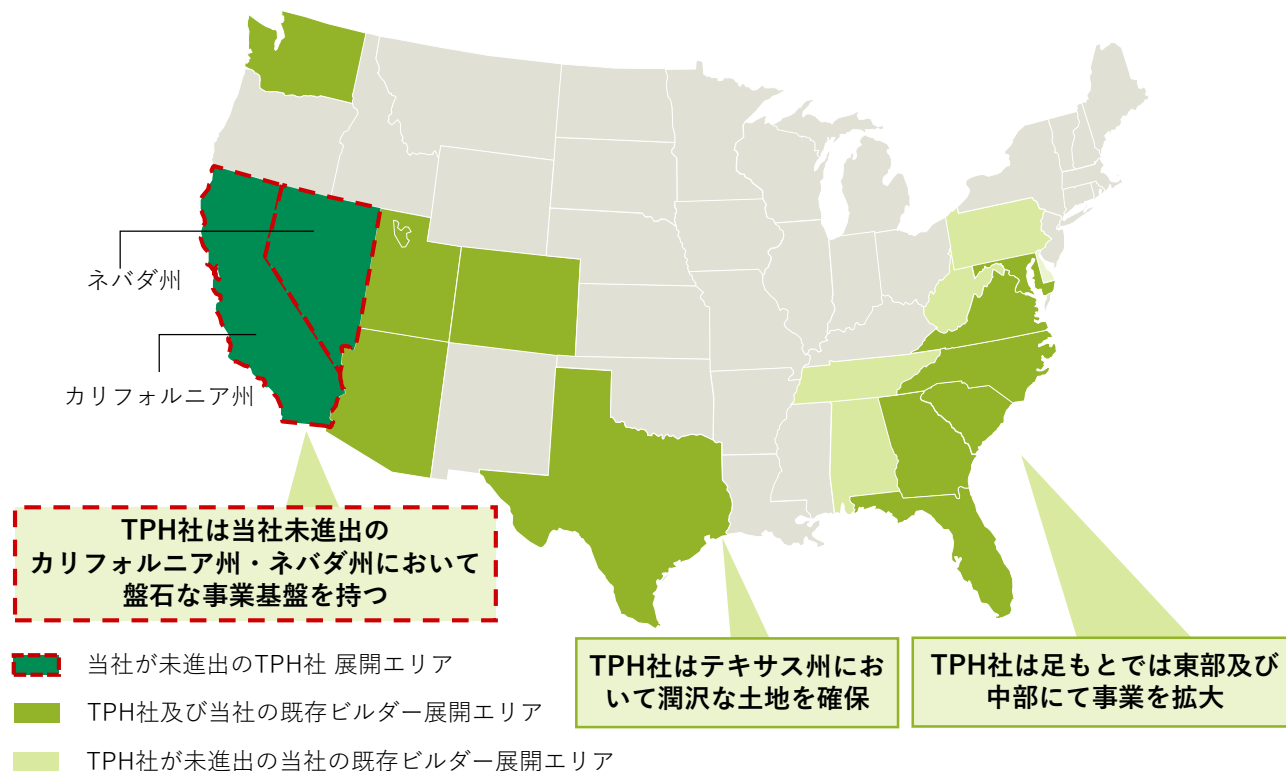 ネバダ州
カリフォルニア州
TPH社は当社未進出の
カリフォルニア州・ネバダ州において
盤石な事業基盤を持つ
当社が未進出のTPH社 展開エリア
TPH社及び当社の既存ビルダー展開エリア
TPH社が未進出の当社の既存ビルダー展開エリア
TPH社はテキサス州にお
いて潤沢な土地を確保
TPH社は足もとでは東部及び
中部にて事業を拡大